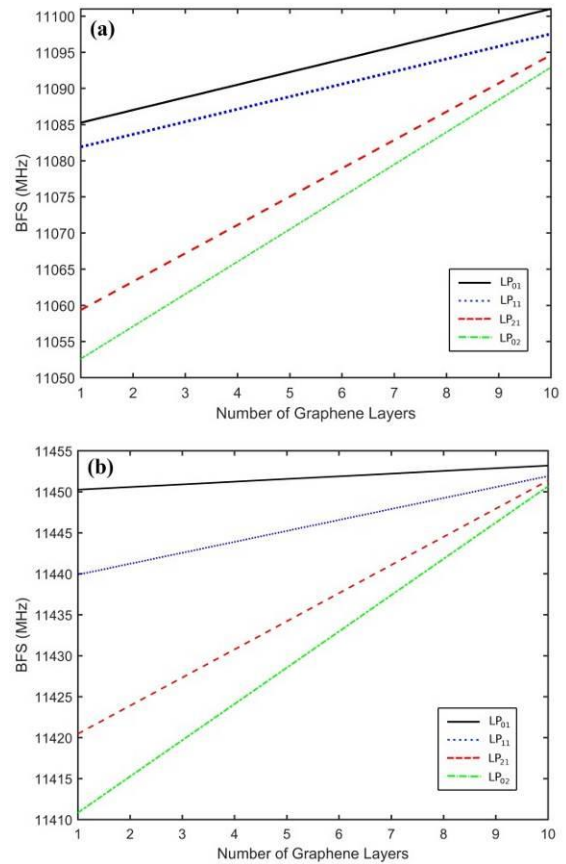 (a)
11100
11095
11090
11085
11080
11075
11070
11065
11060
11055
11050
BFS (MHz)
1 2 3 4 5 6 7 8 9 10
Number of Graphene Layers
LP01
LP11
LP21
LP02
(b)
11455
11450
11445
11440
11435
11430
11425
11420
11415
11410
BFS (MHz)
1 2 3 4 5 6 7 8 9 10
Number of Graphene Layers
LP01
LP11
LP21
LP02